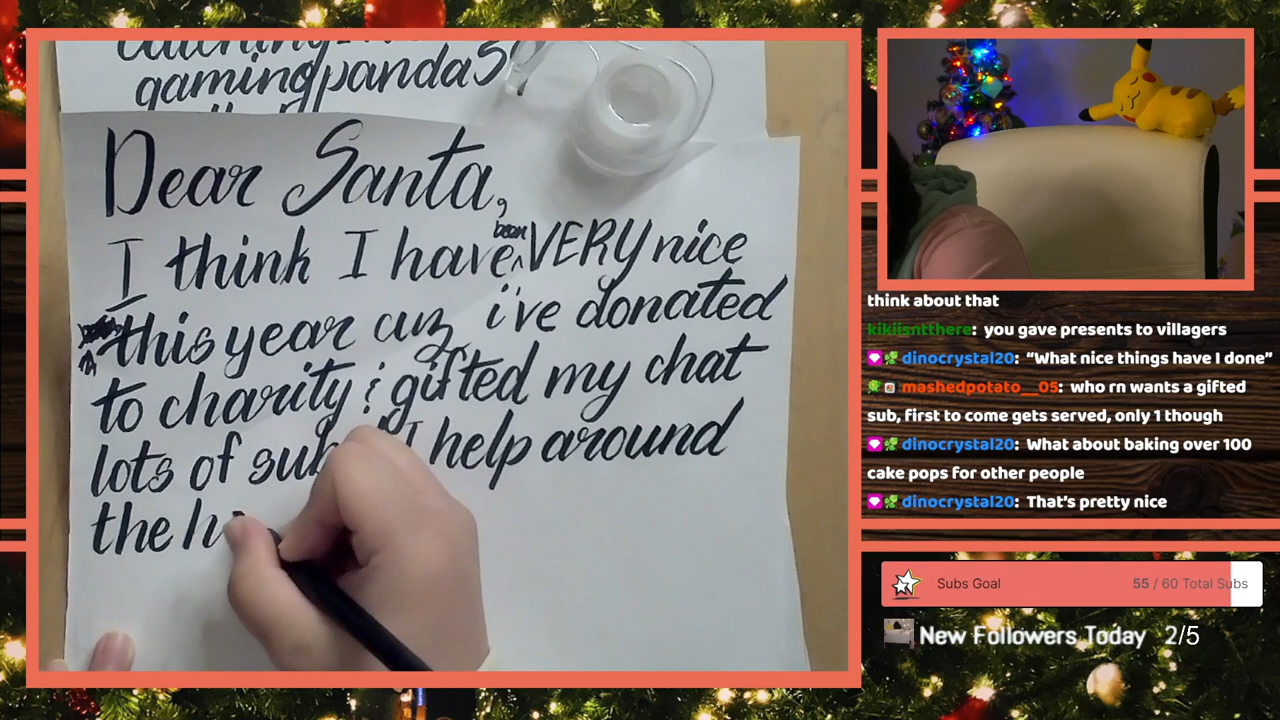 catching
gamingpandas
Dear Santa,
been
I think I have^VERY nice
this year cuz i've donated
to charity & gifted my chat
lots of sub I help around
the h
think about that
kikiisntthere: you gave presents to villagers
dinocrystal20: “What nice things have I done”
mashedpotato__05: who rn wants a gifted
sub, first to come gets served, only 1 though
dinocrystal20: What about baking over 100
cake pops for other people
dinocrystal20: That’s pretty nice
Subs Goal 55 / 60 Total Subs
New Followers Today 2/5